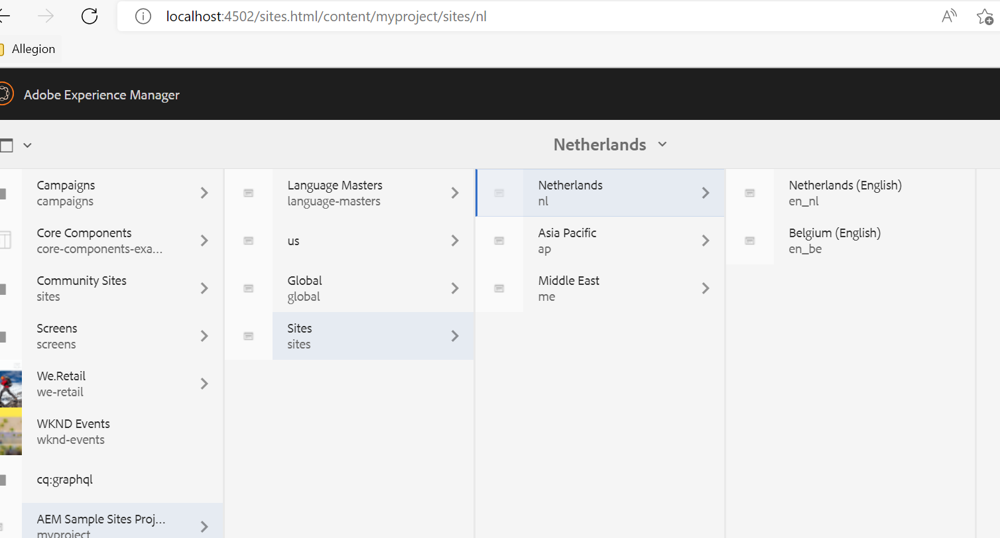 localhost:4502/sites.html/content/myproject/sites/nl
Allegion
Adobe Experience Manager
Netherlands
Campaigns
campaigns
Core Components
core-components-exa...
Community Sites
sites
Screens
screens
We.Retail
we-retail
WKND Events
wknd-events
cq:graphql
AEM Sample Sites Proj...
myproject
Language Masters
language-masters
us
Global
global
Sites
sites
Netherlands
nl
Asia Pacific
ap
Middle East
me
Netherlands (English)
en_nl
Belgium (English)
en_be